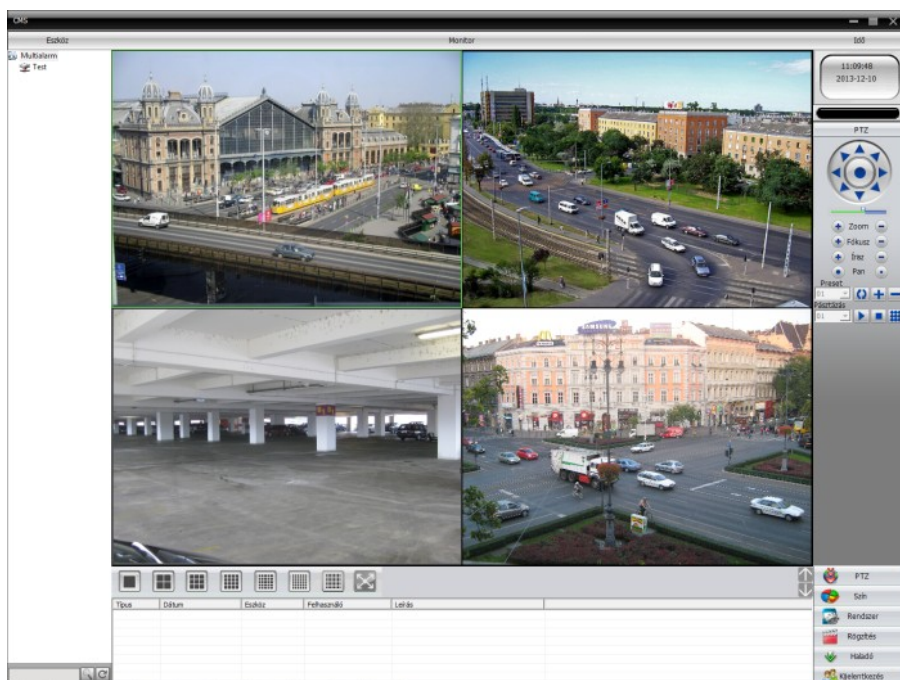 CMS
Eszköz
Monitor
Idő
Multialarm
Test
11:09:48
2013-12-10
PTZ
Zoom
Fókusz
Írisz
Pan
Preset
01
Pásztázás
01
SAMSUNG
Típus Dátum Eszköz Felhasználó Leírás
PTZ
Szín
Rendszer
Rögzítés
Haladó
Kijelentkezés